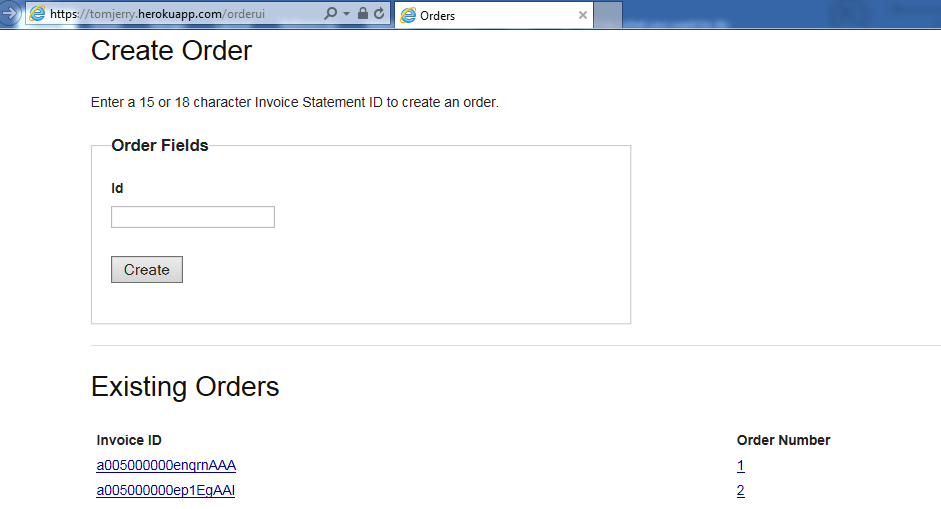 https://tomjerry.herokuapp.com/orderui
Orders
Create Order
Enter a 15 or 18 character Invoice Statement ID to create an order.
Order Fields
Id
Create
Existing Orders
Invoice ID Order Number
a005000000enqrnAAA 1
a005000000ep1EgAAI 2